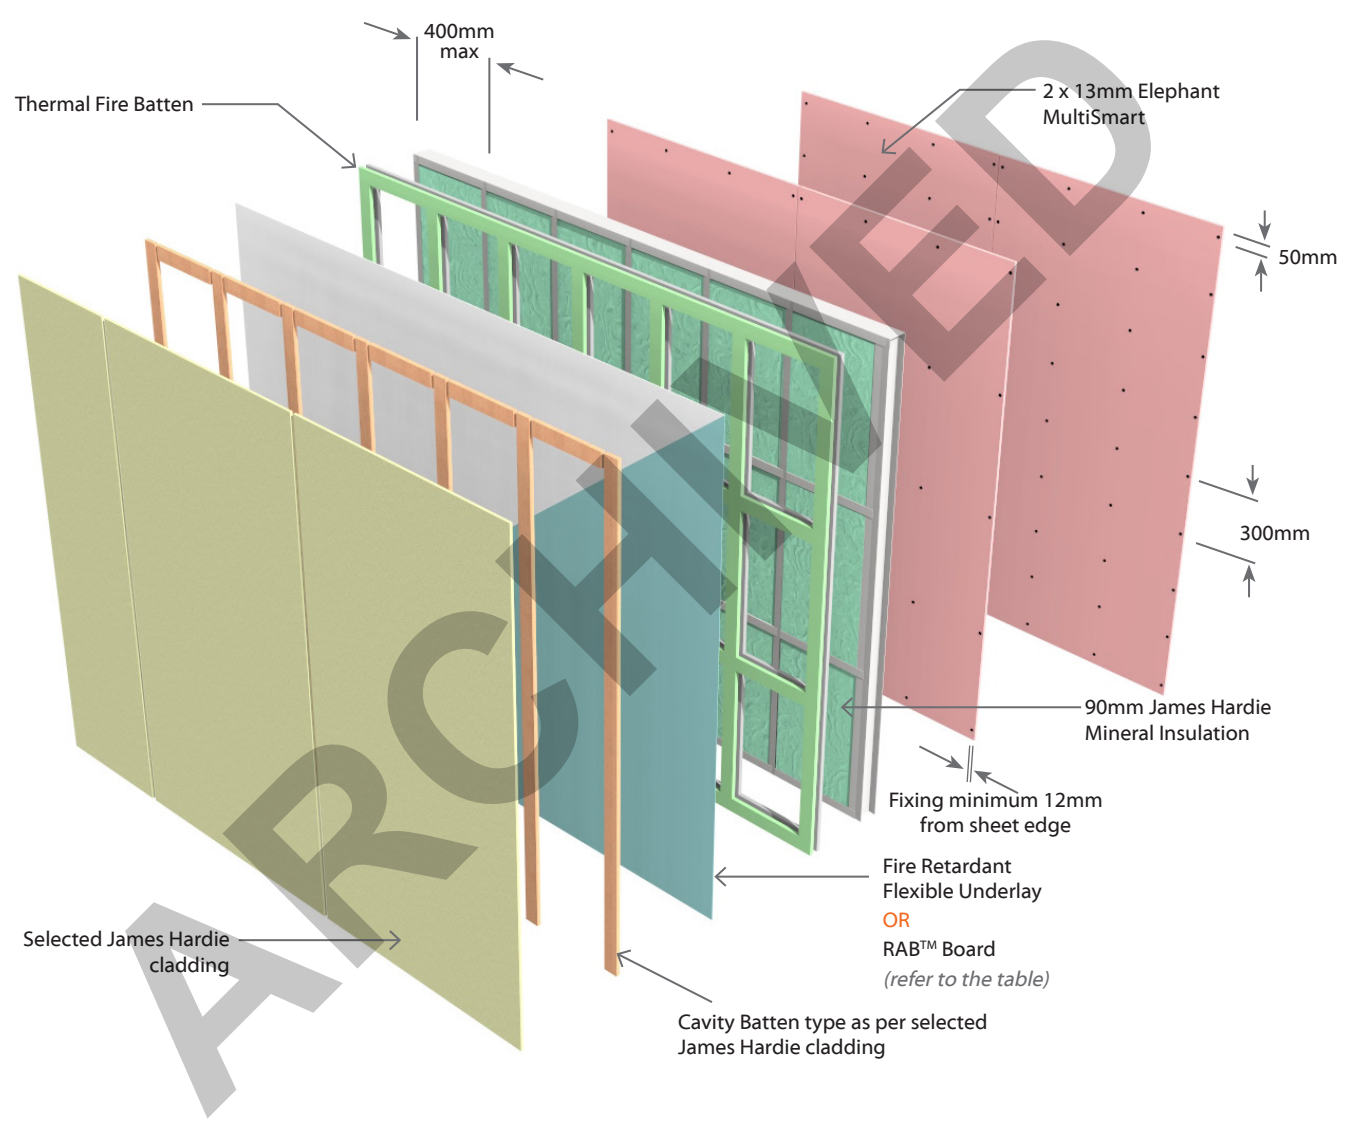 400mm
max
Thermal Fire Batten
2 x 13mm Elephant
MultiSmart
50mm
300mm
90mm James Hardie
Mineral Insulation
Fixing minimum 12mm
from sheet edge
Fire Retardant
Flexible Underlay
OR
RAB™ Board
(refer to the table)
Selected James Hardie
cladding
Cavity Batten type as per selected
James Hardie cladding
ARCHIVED